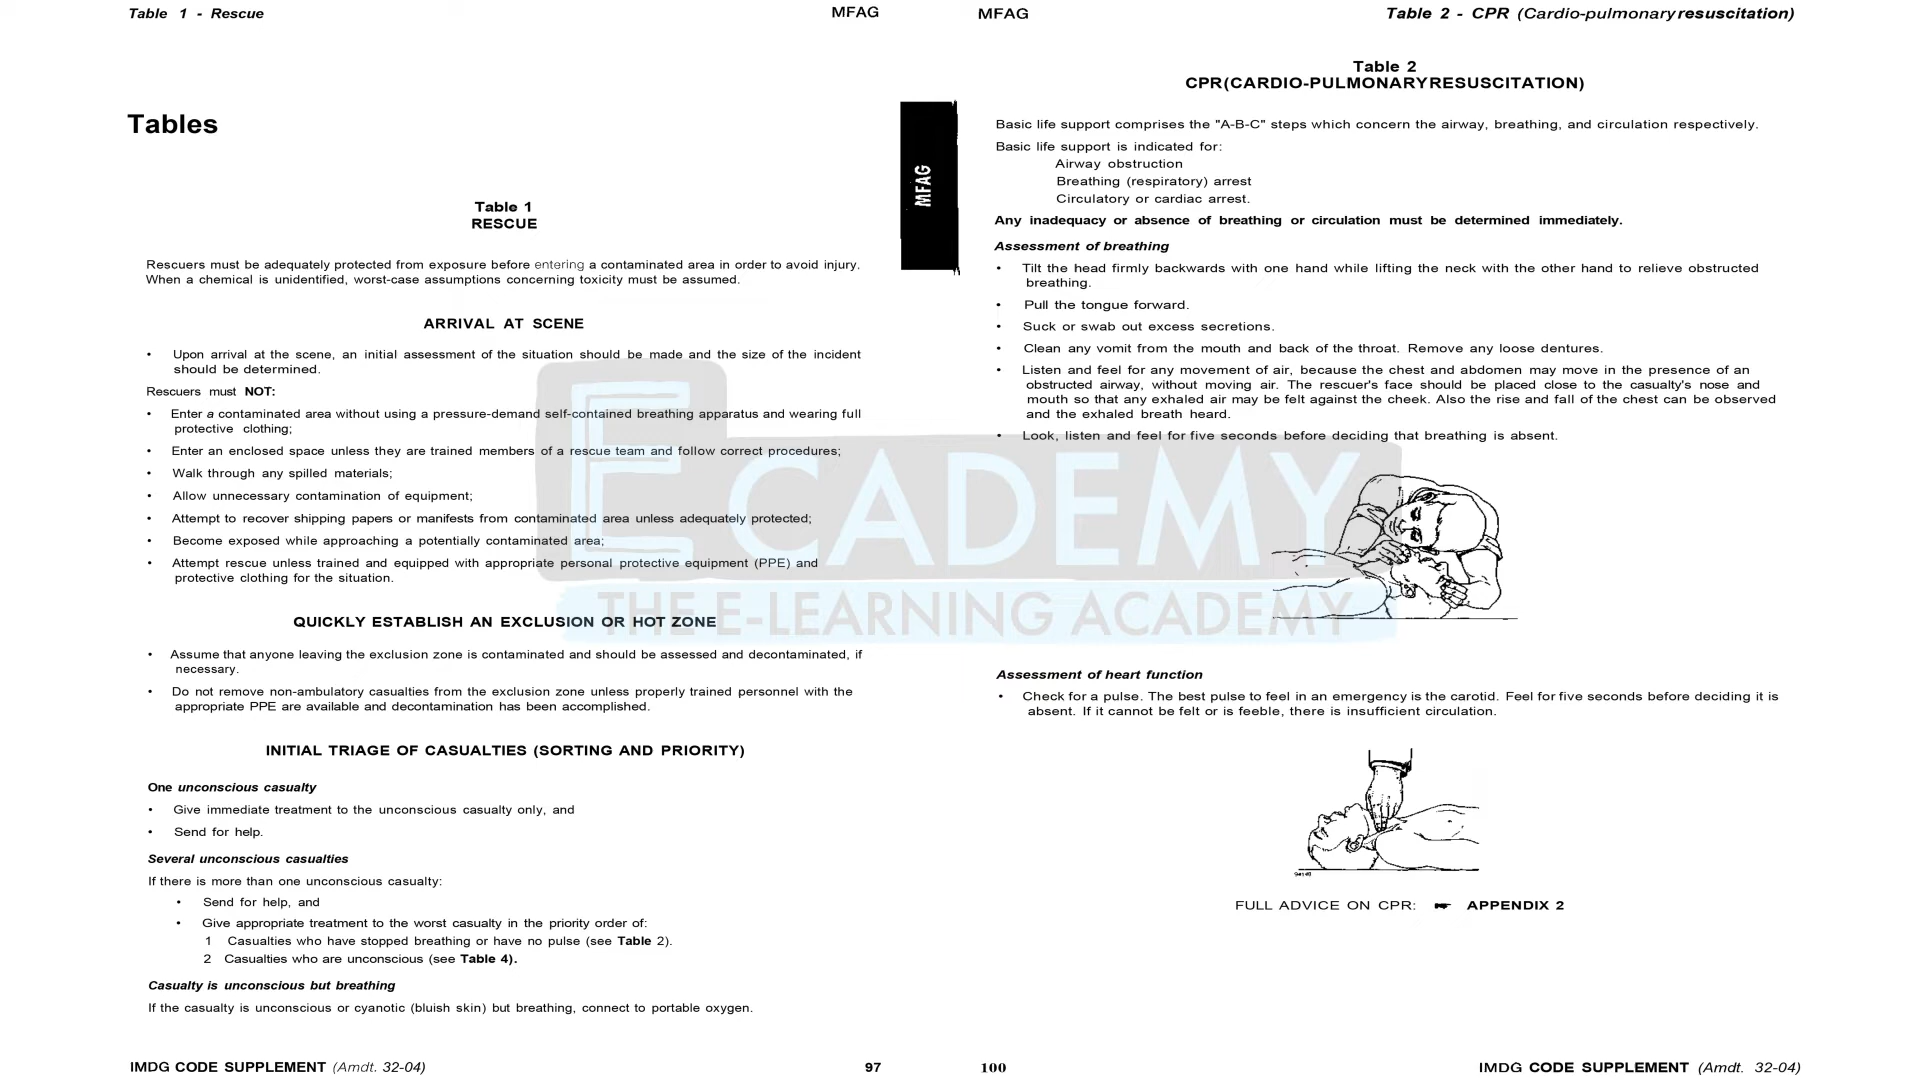 Table 1 - Rescue
MFAG
Tables
Table 1
RESCUE
Rescuers must be adequately protected from exposure before entering a contaminated area in order to avoid injury.
When a chemical is unidentified, worst-case assumptions concerning toxicity must be assumed.
ARRIVAL AT SCENE
• Upon arrival at the scene, an initial assessment of the situation should be made and the size of the incident
should be determined.
Rescuers must NOT:
• Enter a contaminated area without using a pressure-demand self-contained breathing apparatus and wearing full
protective clothing;
• Enter an enclosed space unless they are trained members of a rescue team and follow correct procedures;
• Walk through any spilled materials;
• Allow unnecessary contamination of equipment;
• Attempt to recover shipping papers or manifests from contaminated area unless adequately protected;
• Become exposed while approaching a potentially contaminated area;
• Attempt rescue unless trained and equipped with appropriate personal protective equipment (PPE) and
protective clothing for the situation.
QUICKLY ESTABLISH AN EXCLUSION OR HOT ZONE
• Assume that anyone leaving the exclusion zone is contaminated and should be assessed and decontaminated, if
necessary.
• Do not remove non-ambulatory casualties from the exclusion zone unless properly trained personnel with the
appropriate PPE are available and decontamination has been accomplished.
INITIAL TRIAGE OF CASUALTIES (SORTING AND PRIORITY)
One unconscious casualty
• Give immediate treatment to the unconscious casualty only, and
• Send for help.
Several unconscious casualties
If there is more than one unconscious casualty:
• Send for help, and
• Give appropriate treatment to the worst casualty in the priority order of:
1 Casualties who have stopped breathing or have no pulse (see Table 2).
2 Casualties who are unconscious (see Table 4).
Casualty is unconscious but breathing
If the casualty is unconscious or cyanotic (bluish skin) but breathing, connect to portable oxygen.
IMDG CODE SUPPLEMENT (Amdt. 32-04)
97
MFAG
MFAG
Table 2 - CPR (Cardio-pulmonary resuscitation)
Table 2
CPR (CARDIO-PULMONARY RESUSCITATION)
Basic life support comprises the "A-B-C" steps which concern the airway, breathing, and circulation respectively.
Basic life support is indicated for:
Airway obstruction
Breathing (respiratory) arrest
Circulatory or cardiac arrest.
Any inadequacy or absence of breathing or circulation must be determined immediately.
Assessment of breathing
• Tilt the head firmly backwards with one hand while lifting the neck with the other hand to relieve obstructed
breathing.
• Pull the tongue forward.
• Suck or swab out excess secretions.
• Clean any vomit from the mouth and back of the throat. Remove any loose dentures.
• Listen and feel for any movement of air, because the chest and abdomen may move in the presence of an
obstructed airway, without moving air. The rescuer's face should be placed close to the casualty's nose and
mouth so that any exhaled air may be felt against the cheek. Also the rise and fall of the chest can be observed
and the exhaled breath heard.
• Look, listen and feel for five seconds before deciding that breathing is absent.
Assessment of heart function
• Check for a pulse. The best pulse to feel in an emergency is the carotid. Feel for five seconds before deciding it is
absent. If it cannot be felt or is feeble, there is insufficient circulation.
FULL ADVICE ON CPR: ☛ APPENDIX 2
100
IMDG CODE SUPPLEMENT (Amdt. 32-04)
ECADEMY
THE E-LEARNING ACADEMY